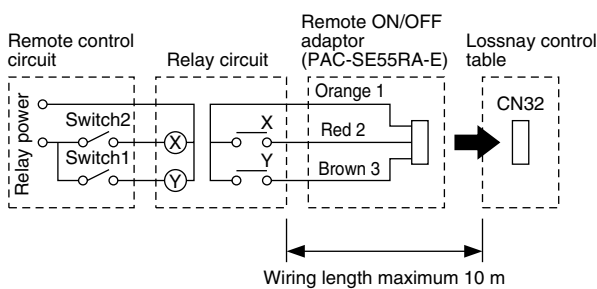 Remote control
circuit
Relay circuit
Remote ON/OFF
adaptor
(PAC-SE55RA-E)
Lossnay control
table
Relay power
Switch2
Switch1
X
Y
X
Y
Orange 1
Red 2
Brown 3
CN32
Wiring length maximum 10 m